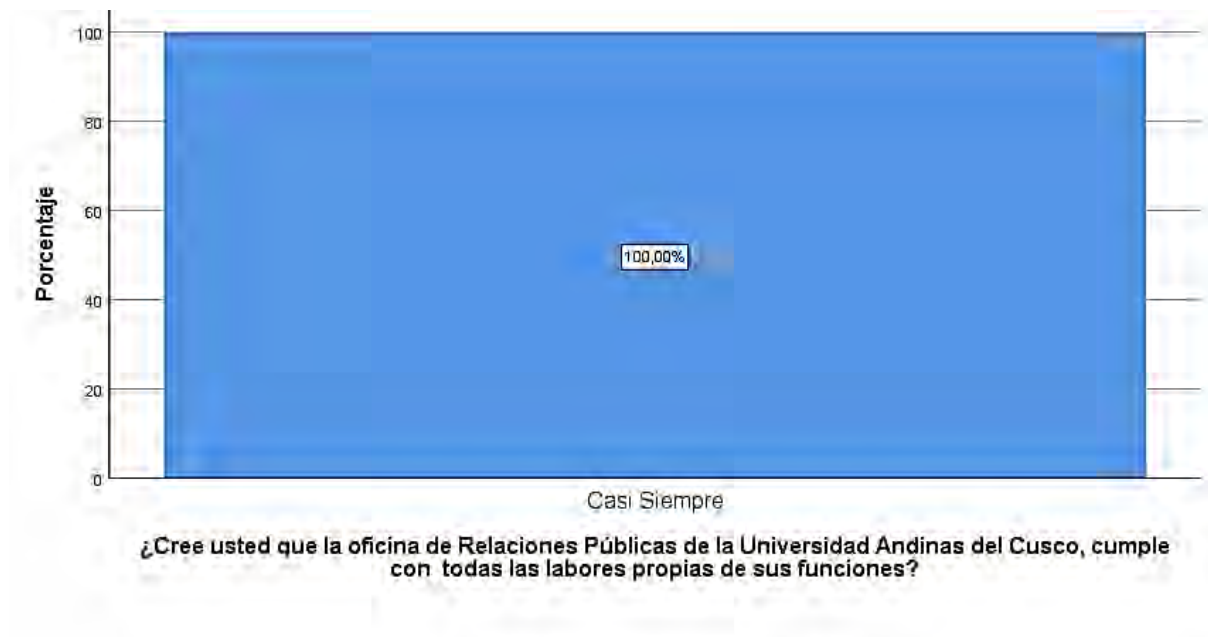 100
80
60
40
20
0
Porcentaje
100,00%
Casi Siempre
¿Cree usted que la oficina de Relaciones Públicas de la Universidad Andinas del Cusco, cumple
con todas las labores propias de sus funciones?